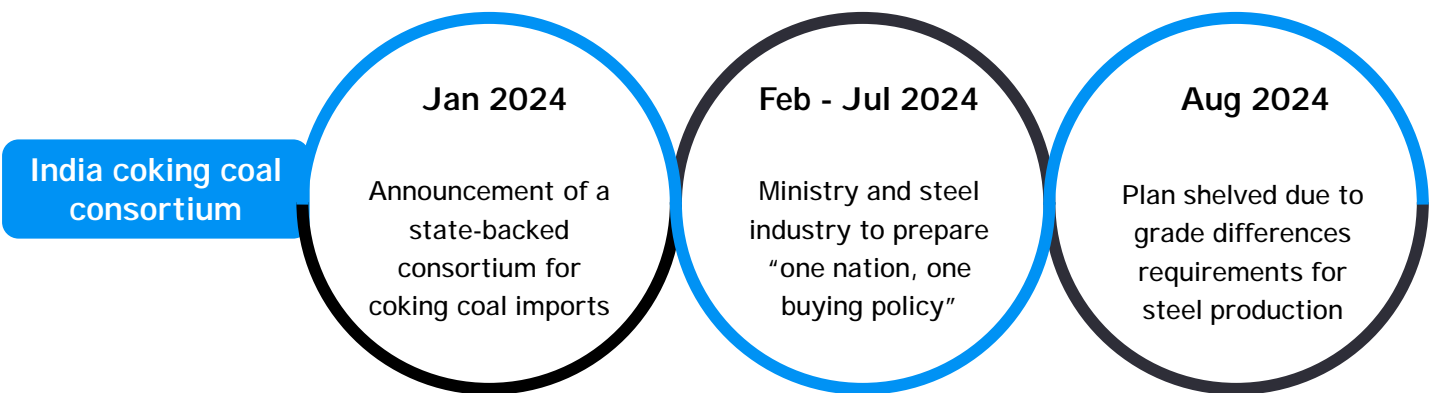 India coking coal
consortium
Jan 2024
Announcement of a
state-backed
consortium for
coking coal imports
Feb - Jul 2024
Ministry and steel
industry to prepare
“one nation, one
buying policy”
Aug 2024
Plan shelved due to
grade differences
requirements for
steel production